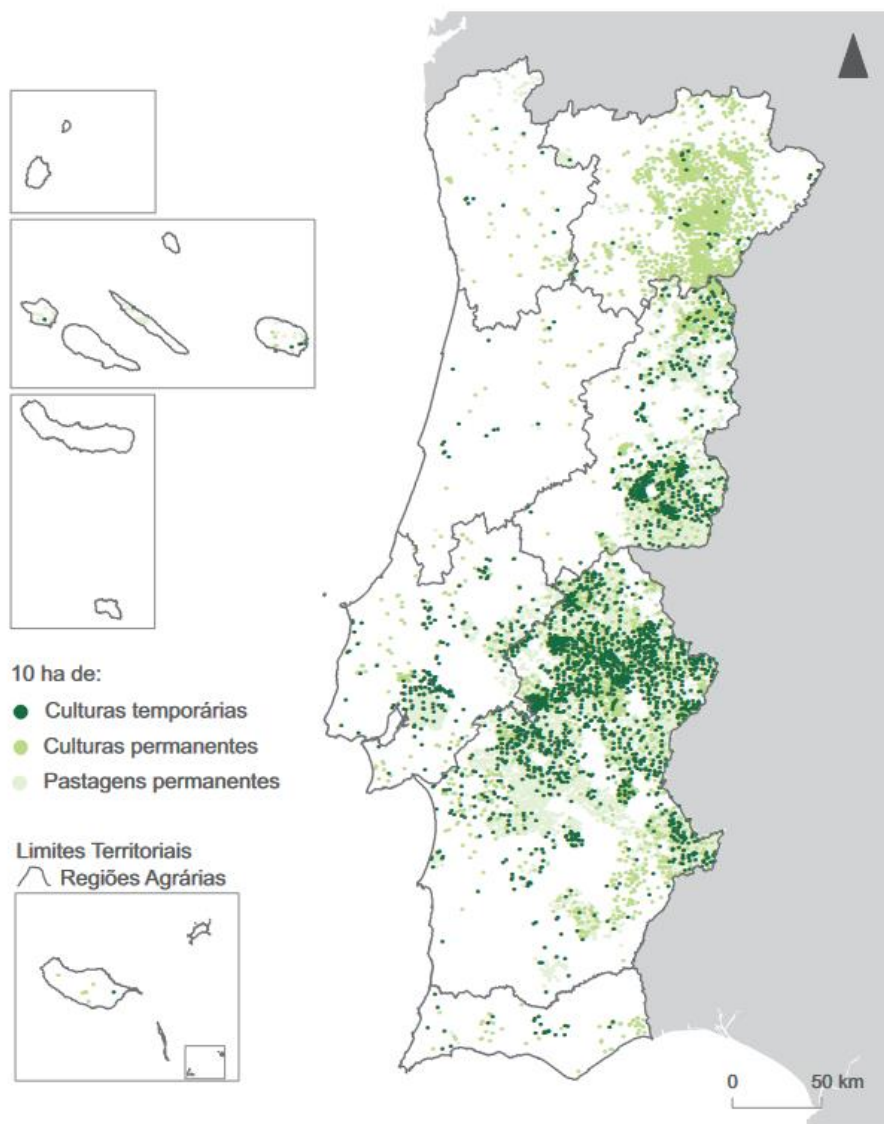 10 ha de:
Culturas temporárias
Culturas permanentes
Pastagens permanentes
Limites Territoriais
Regiões Agrárias
0 50 km